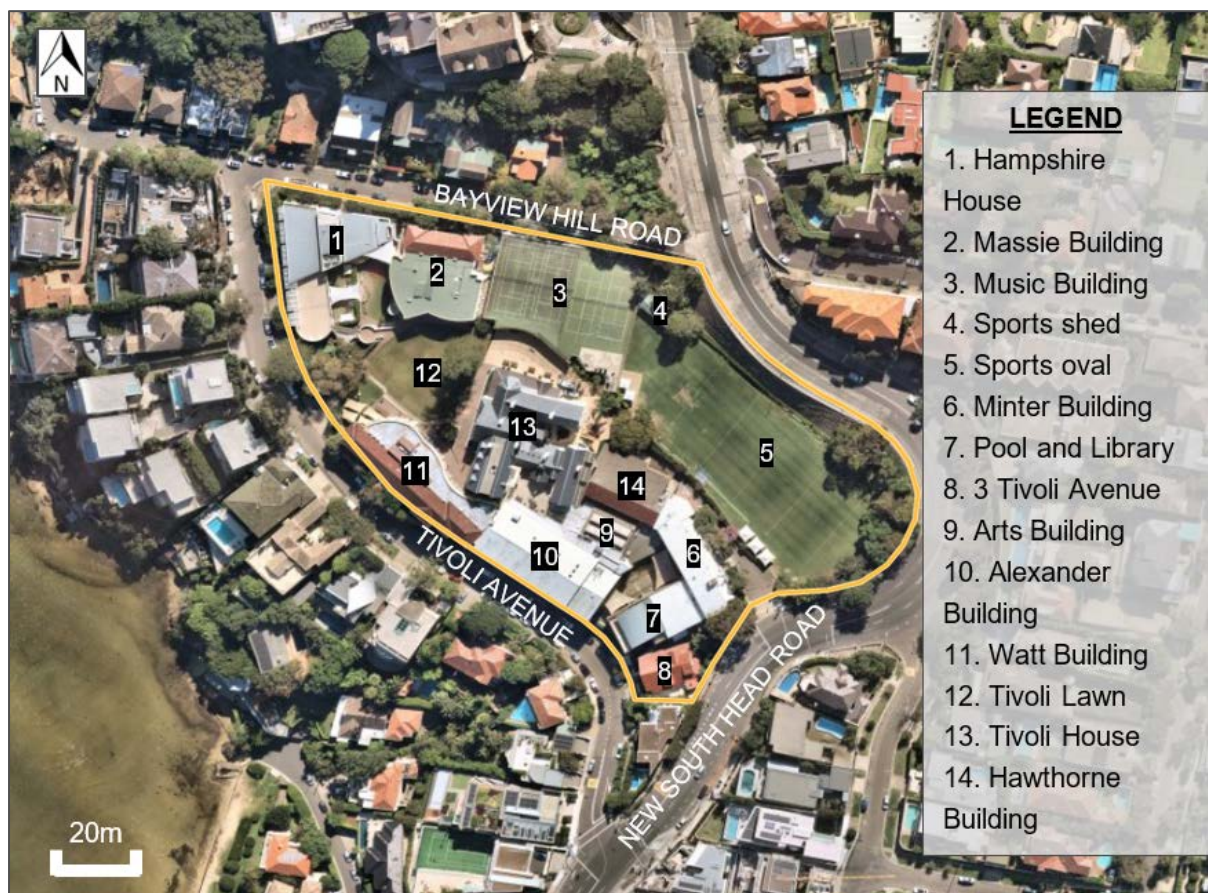 N
BAYVIEW HILL ROAD
1
2
3
4
5
6
7
8
9
10
11
12
13
14
TIVOLI AVENUE
NEW SOUTH HEAD ROAD
20m
LEGEND
1. Hampshire
House
2. Massie Building
3. Music Building
4. Sports shed
5. Sports oval
6. Minter Building
7. Pool and Library
8. 3 Tivoli Avenue
9. Arts Building
10. Alexander
Building
11. Watt Building
12. Tivoli Lawn
13. Tivoli House
14. Hawthorne
Building